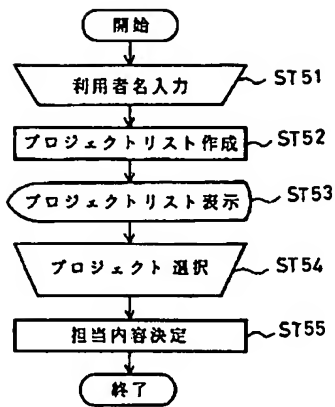 開始
利用者名入力 ST51
プロジェクトリスト作成 ST52
プロジェクトリスト表示 ST53
プロジェクト選択 ST54
担当内容決定 ST55
終了